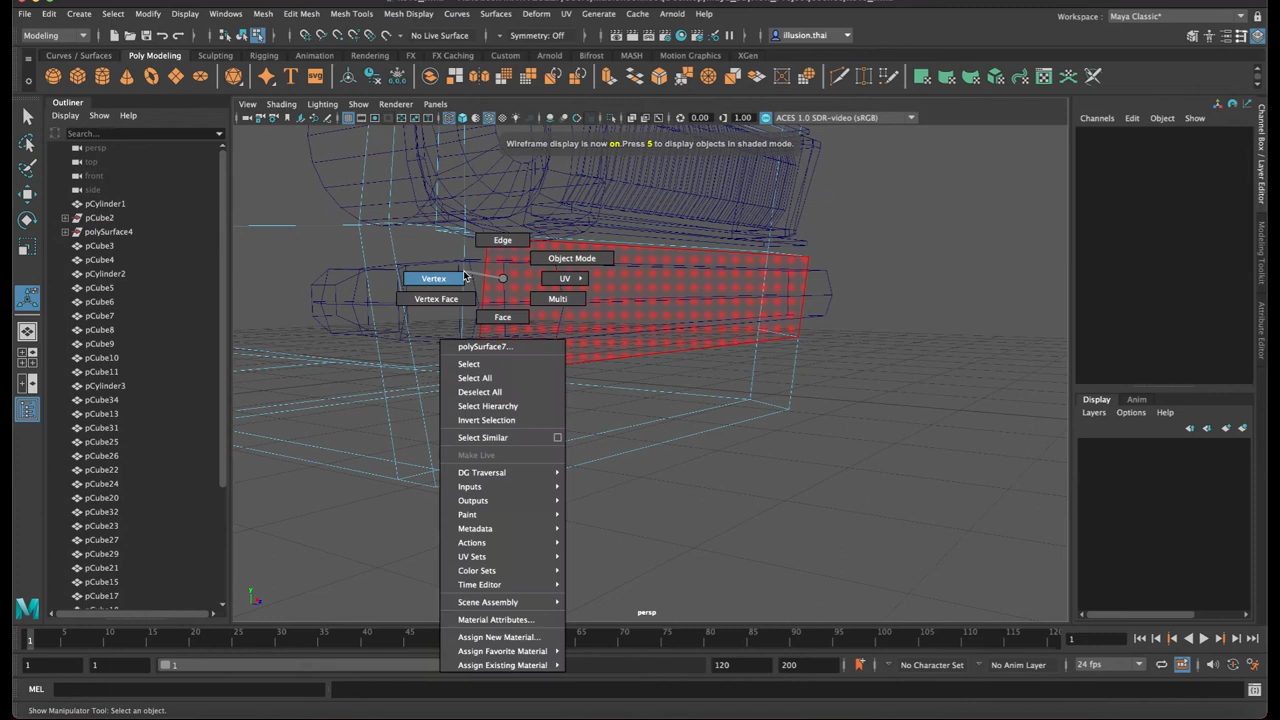 File Edit Create Select Modify Display Windows Mesh Edit Mesh Mesh Tools Mesh Display Curves Surfaces Deform UV Generate Cache Arnold Help
Workspace : Maya Classic*
Modeling No Live Surface Symmetry: Off illusion.thai
Curves / Surfaces Poly Modeling Sculpting Rigging Animation Rendering FX FX Caching Custom Arnold Bifrost MASH Motion Graphics XGen
Outliner
Display Show Help
Search...
persp
top
front
side
pCylinder1
pCube2
polySurface4
pCube3
pCube4
pCylinder2
pCube5
pCube6
pCube7
pCube8
pCube9
pCube10
pCube11
pCylinder3
pCube34
pCube13
pCube31
pCube25
pCube26
pCube22
pCube24
pCube20
pCube32
pCube23
pCube27
pCube29
pCube15
pCube17
View Shading Lighting Show Renderer Panels
0.00 1.00 ACES 1.0 SDR-video (sRGB)
Wireframe display is now on.Press 5 to display objects in shaded mode.
Edge
Object Mode
Vertex
UV
Vertex Face
Multi
Face
polySurface7...
Select
Select All
Deselect All
Select Hierarchy
Invert Selection
Select Similar
Make Live
DG Traversal
Inputs
Outputs
Paint
Metadata
Actions
UV Sets
Color Sets
Time Editor
Scene Assembly
Material Attributes...
Assign New Material...
Assign Favorite Material
Assign Existing Material
persp
Channels Edit Object Show
Display Anim
Layers Options Help
Channel Box / Layer Editor
Modeling Toolkit
Attribute Editor
1 5 10 15 20 25 30 35 40 45 60 65 70 75 80 85 90 95 100 105 110 115 120
1
1 1 1 120 200 No Character Set No Anim Layer 24 fps
MEL
Show Manipulator Tool: Select an object.